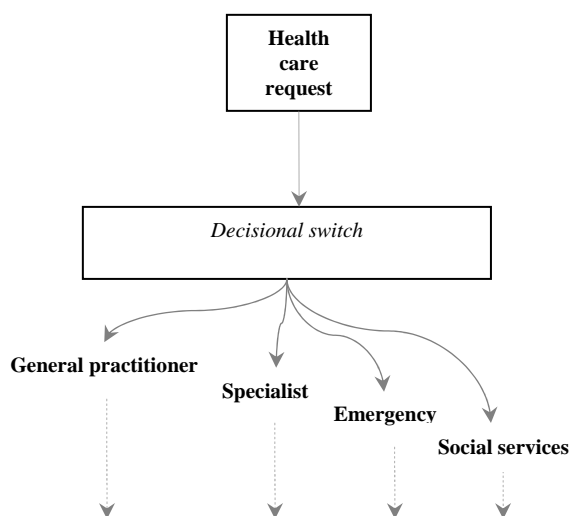 Health
care
request
Decisional switch
General practitioner
Specialist
Emergency
Social services